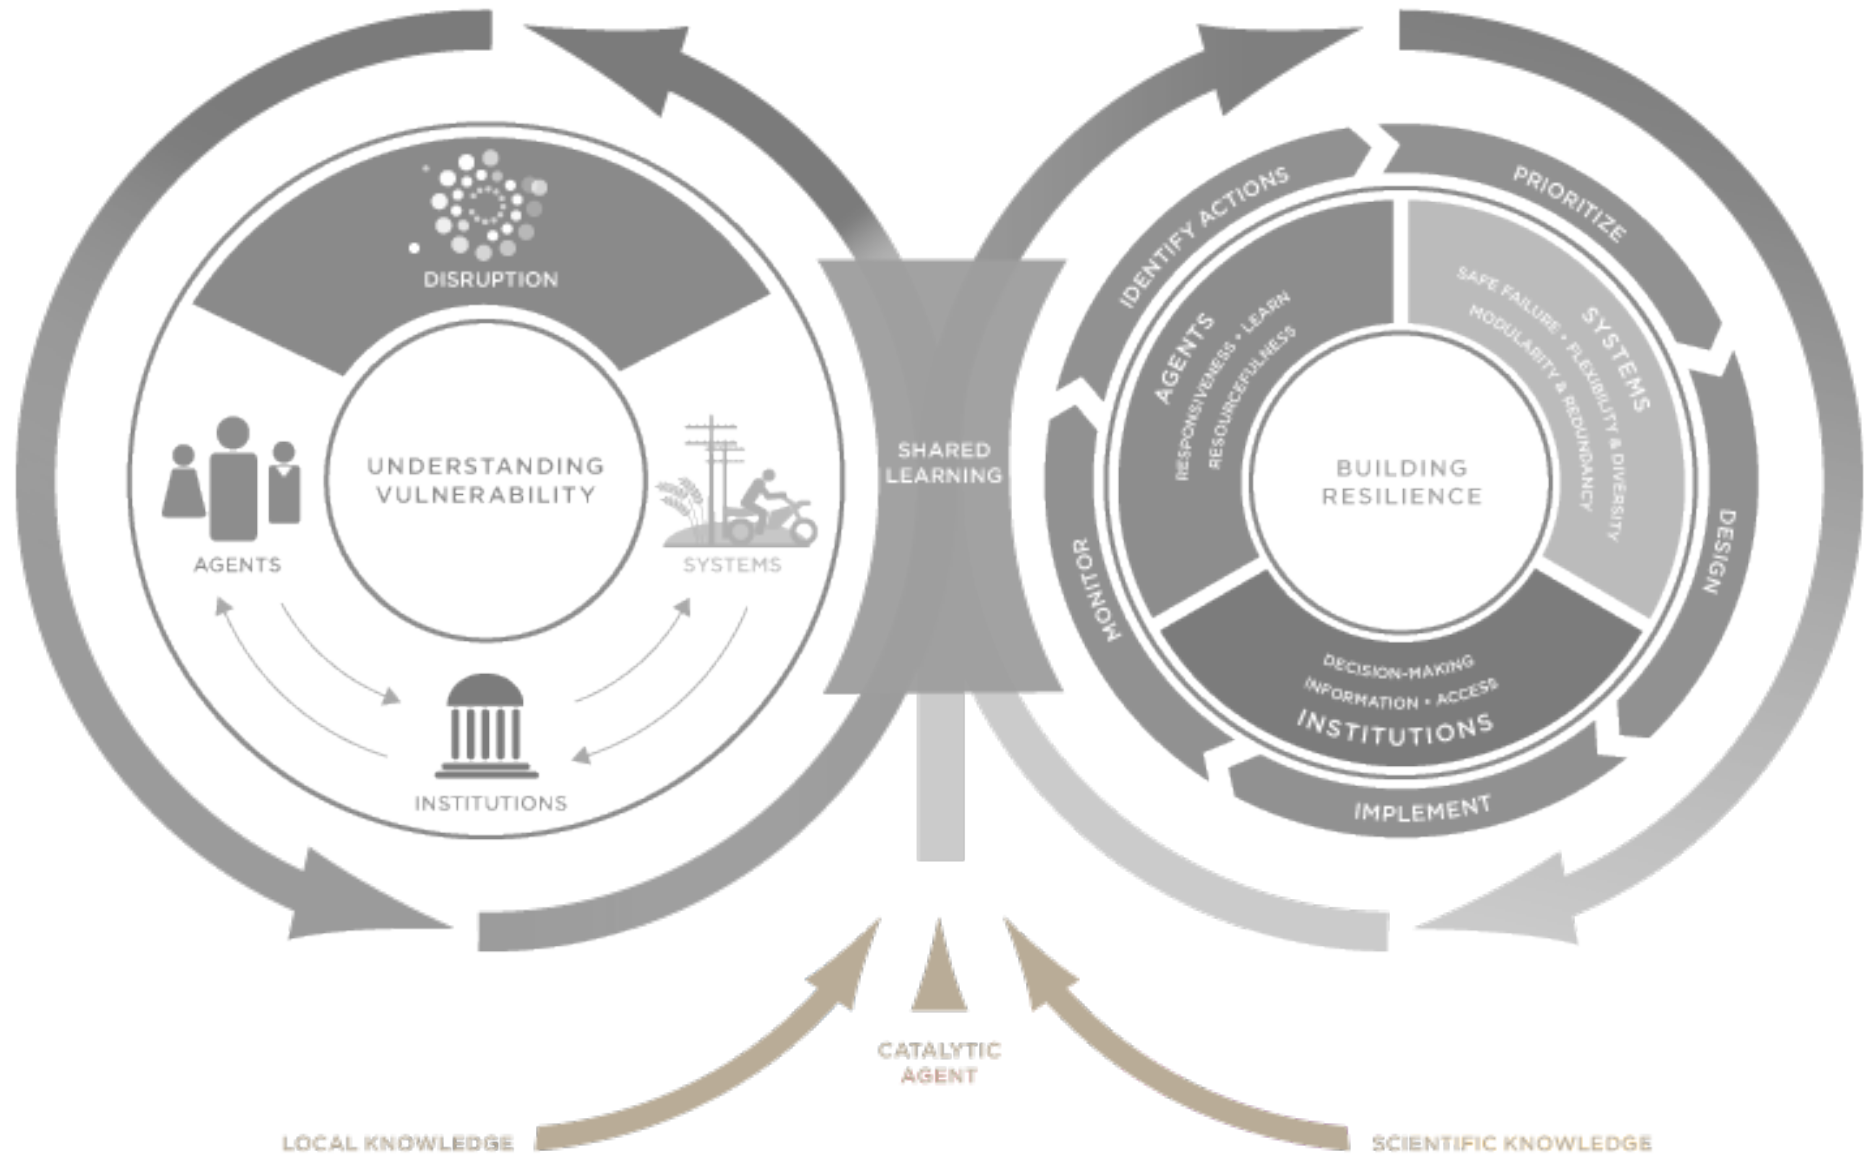 DISRUPTION
UNDERSTANDING
VULNERABILITY
AGENTS
SYSTEMS
INSTITUTIONS
SHARED
LEARNING
IDENTIFY ACTIONS
PRIORITIZE
DESIGN
IMPLEMENT
MONITOR
AGENTS
RESPONSIVENESS • LEARN
RESOURCEFULNESS
SYSTEMS
SAFE FAILURE • FLEXIBILITY & DIVERSITY
MODULARITY & REDUNDANCY
BUILDING
RESILIENCE
DECISION-MAKING
INFORMATION • ACCESS
INSTITUTIONS
CATALYTIC
AGENT
LOCAL KNOWLEDGE
SCIENTIFIC KNOWLEDGE